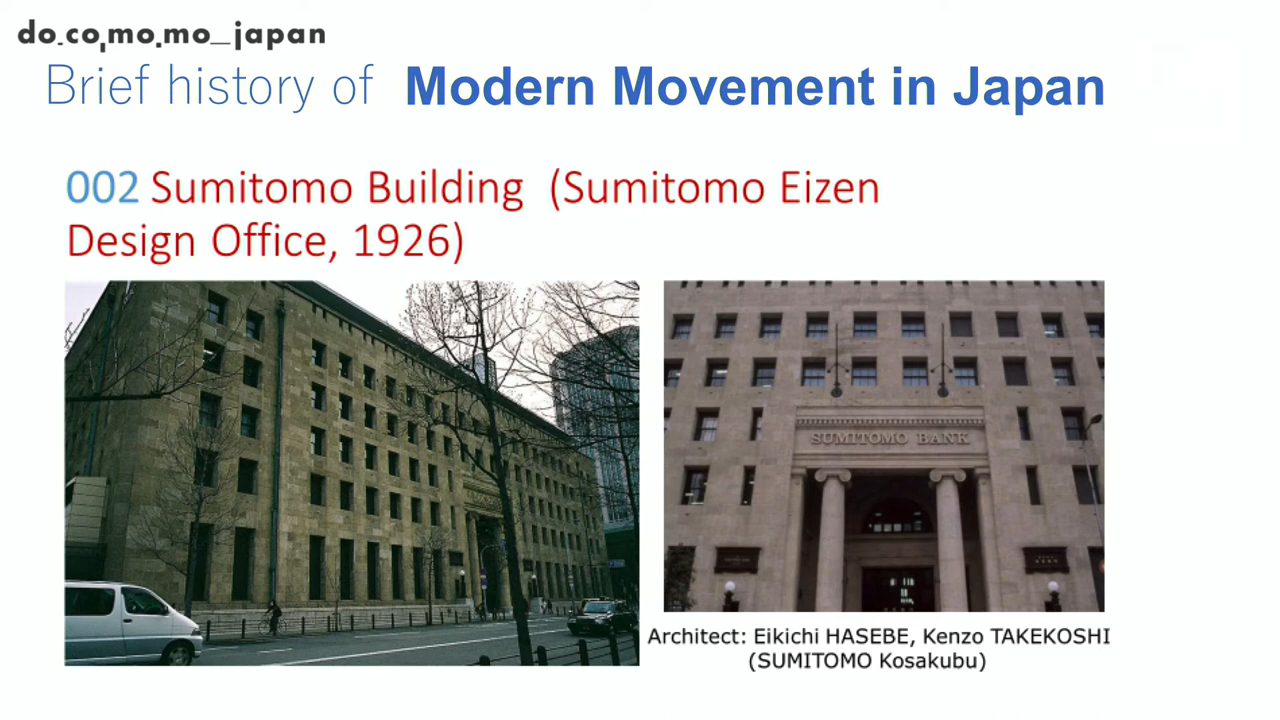 do.co,mo.mo_japan
Brief history of Modern Movement in Japan
002 Sumitomo Building (Sumitomo Eizen
Design Office, 1926)
SUMITOMO BANK
Architect: Eikichi HASEBE, Kenzo TAKEKOSHI
(SUMITOMO Kosakubu)